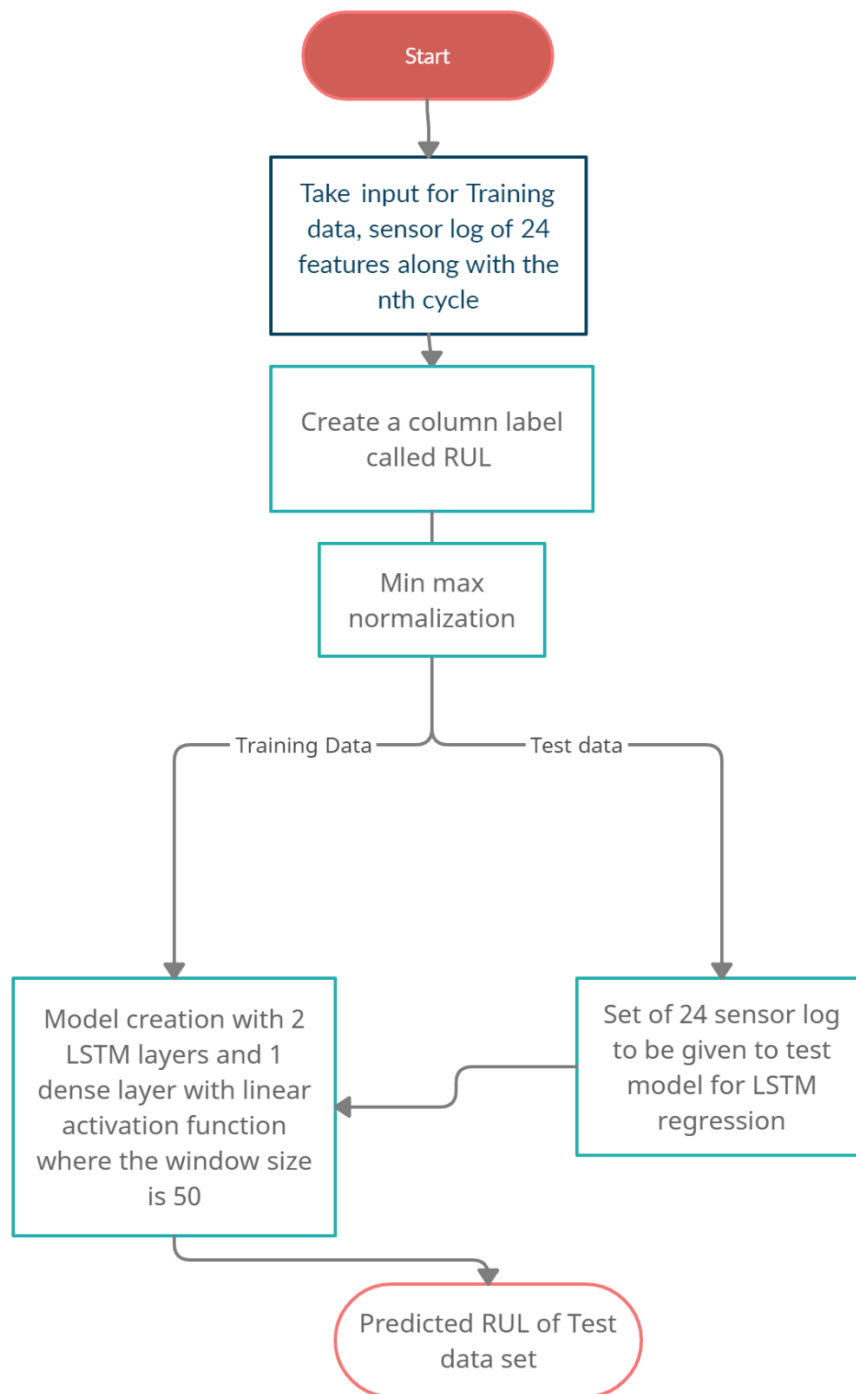 Start
Take input for Training
data, sensor log of 24
features along with the
nth cycle
Create a column label
called RUL
Min max
normalization
Training Data
Test data
Model creation with 2
LSTM layers and 1
dense layer with linear
activation function
where the window size
is 50
Set of 24 sensor log
to be given to test
model for LSTM
regression
Predicted RUL of Test
data set